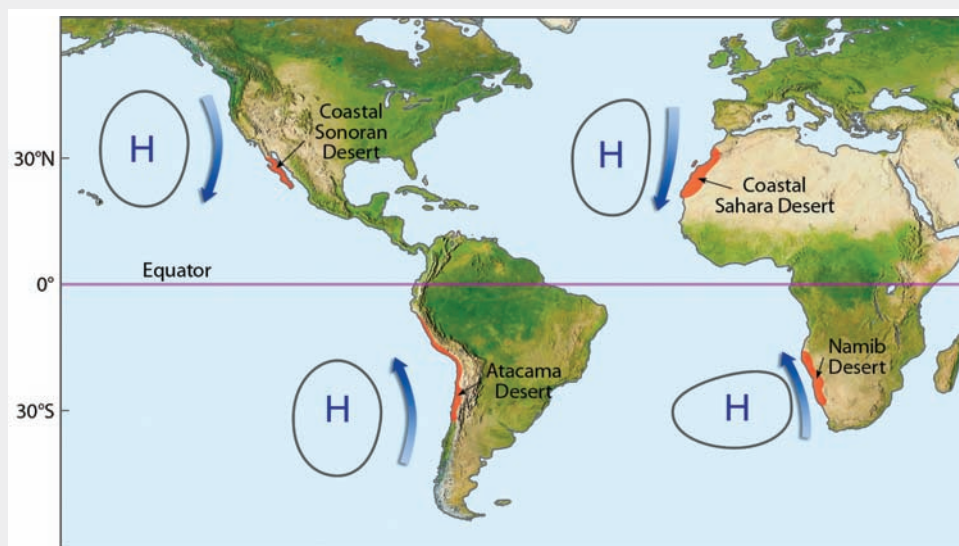 H
Coastal
Sonoran
Desert
H
30°N
Coastal
Sahara Desert
Equator
0°
H
Atacama
Desert
H
Namib
Desert
30°S